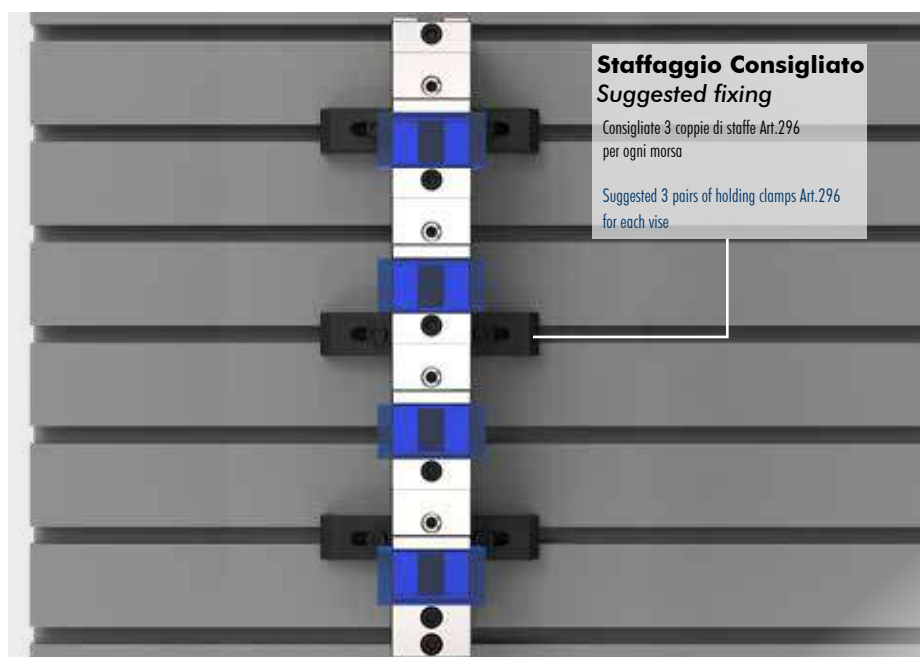 Staffaggio Consigliato
Suggested fixing
Consigliate 3 coppie di staffe Art.296
per ogni morsa
Suggested 3 pairs of holding clamps Art.296
for each vise